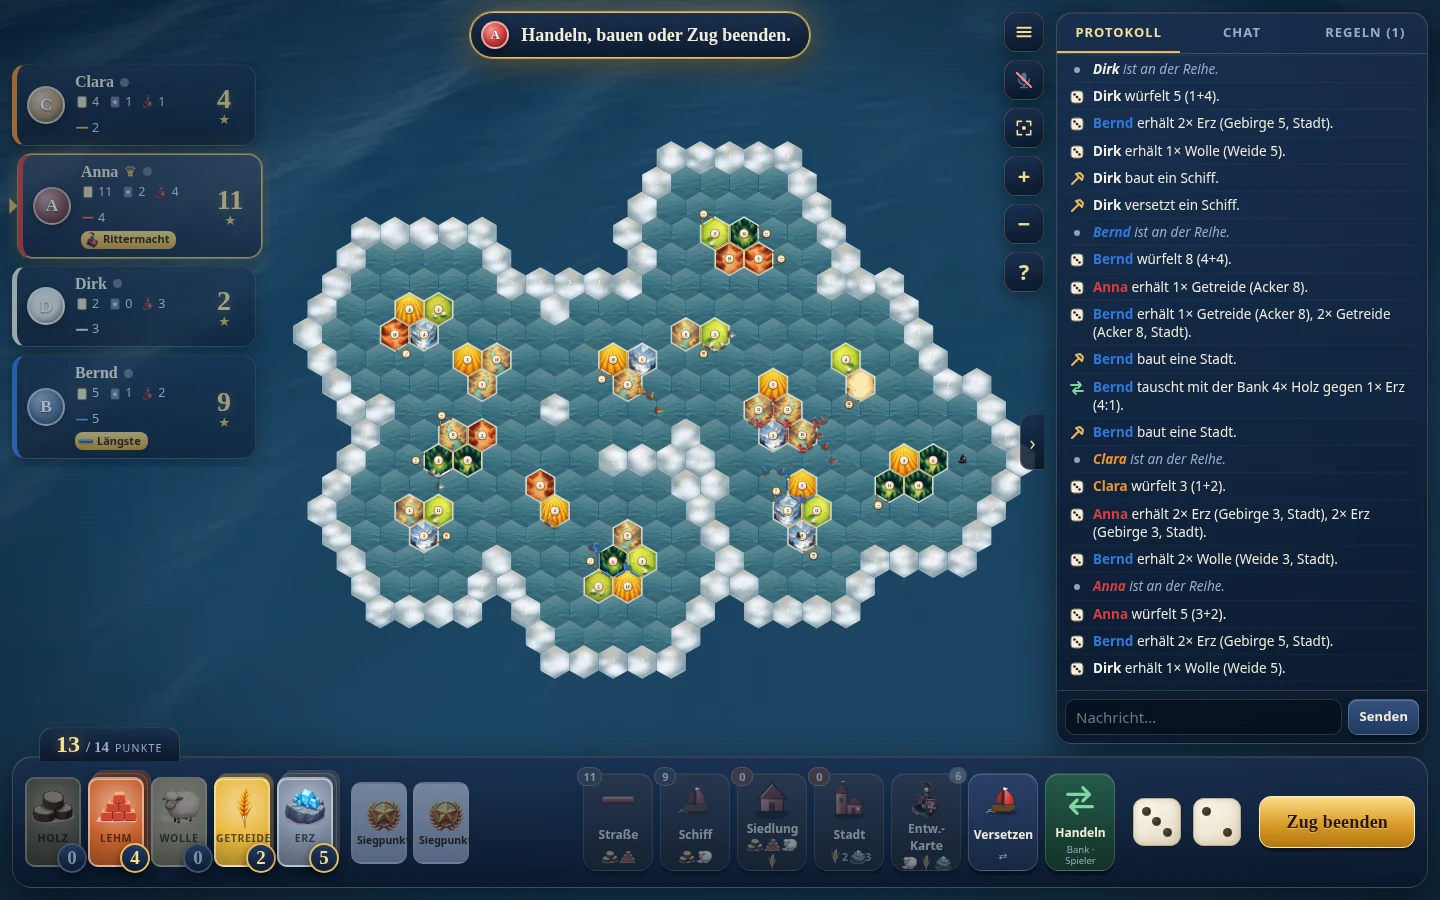 A Handeln, bauen oder Zug beenden.
C
Clara
4 1 1
2
4
A
Anna
11 2 4
4
Rittermacht
11
D
Dirk
2 0 3
3
2
B
Bernd
5 1 2
5
Längste
9
+
−
?
PROTOKOLL CHAT REGELN (1)
Dirk ist an der Reihe.
Dirk würfelt 5 (1+4).
Bernd erhält 2× Erz (Gebirge 5, Stadt).
Dirk erhält 1× Wolle (Weide 5).
Dirk baut ein Schiff.
Dirk versetzt ein Schiff.
Bernd ist an der Reihe.
Bernd würfelt 8 (4+4).
Anna erhält 1× Getreide (Acker 8).
Bernd erhält 1× Getreide (Acker 8), 2× Getreide
(Acker 8, Stadt).
Bernd baut eine Stadt.
Bernd tauscht mit der Bank 4× Holz gegen 1× Erz
(4:1).
Bernd baut eine Stadt.
Clara ist an der Reihe.
Clara würfelt 3 (1+2).
Anna erhält 2× Erz (Gebirge 3, Stadt), 2× Erz
(Gebirge 3, Stadt).
Bernd erhält 2× Wolle (Weide 3, Stadt).
Anna ist an der Reihe.
Anna würfelt 5 (3+2).
Bernd erhält 2× Erz (Gebirge 5, Stadt).
Dirk erhält 1× Wolle (Weide 5).
Nachricht…
Senden
13 / 14 PUNKTE
HOLZ
0
LEHM
4
WOLLE
0
GETREIDE
2
ERZ
5
Siegpunkt
Siegpunkt
11
Straße
9
Schiff
0
Siedlung
0
Stadt
2 3
6
Entw.-
Karte
Versetzen
Handeln
Bank ·
Spieler
Zug beenden